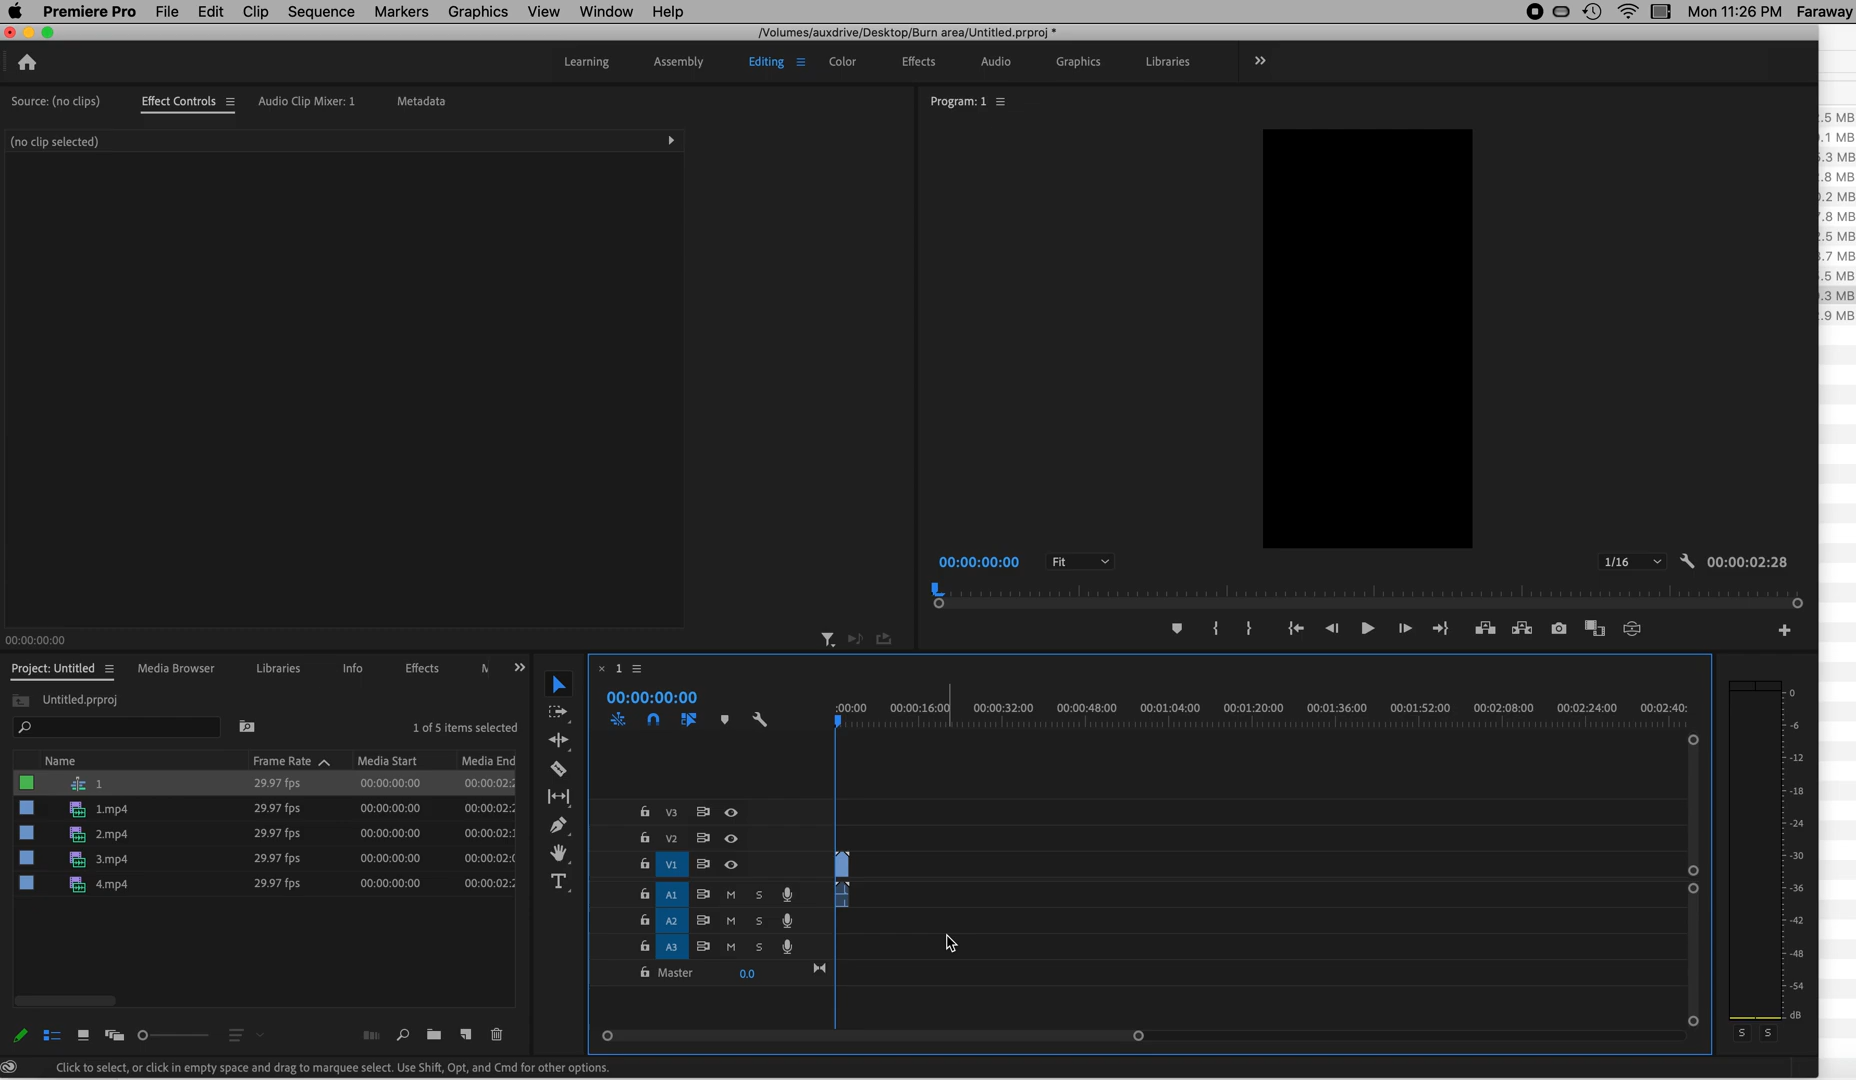 Premiere Pro File Edit Clip Sequence Markers Graphics View Window Help Mon 11:26 PM Faraway
/Volumes/auxdrive/Desktop/Burn area/Untitled.prproj *
Learning Assembly Editing Color Effects Audio Graphics Libraries
Source: (no clips) Effect Controls Audio Clip Mixer: 1 Metadata Program: 1
(no clip selected)
.5 MB
.1 MB
.3 MB
.8 MB
.2 MB
.8 MB
.5 MB
.7 MB
.5 MB
.3 MB
.9 MB
00:00:00:00 Fit 1/16 00:00:02:28
00:00:00:00
Project: Untitled Media Browser Libraries Info Effects 1
Untitled.prproj
1 of 5 items selected
Name Frame Rate Media Start Media End
1 29.97 fps 00:00:00:00 00:00:02:
1.mp4 29.97 fps 00:00:00:00 00:00:02:
2.mp4 29.97 fps 00:00:00:00 00:00:02:
3.mp4 29.97 fps 00:00:00:00 00:00:02:
4.mp4 29.97 fps 00:00:00:00 00:00:02:
00:00:00:00
:00:00 00:00:16:00 00:00:32:00 00:00:48:00 00:01:04:00 00:01:20:00 00:01:36:00 00:01:52:00 00:02:08:00 00:02:24:00 00:02:40:
V3
V2
V1
A1 M S
A2 M S
A3 M S
Master 0.0
0
-6
-12
-18
-24
-30
-36
-42
-48
-54
dB
S S
Click to select, or click in empty space and drag to marquee select. Use Shift, Opt, and Cmd for other options.